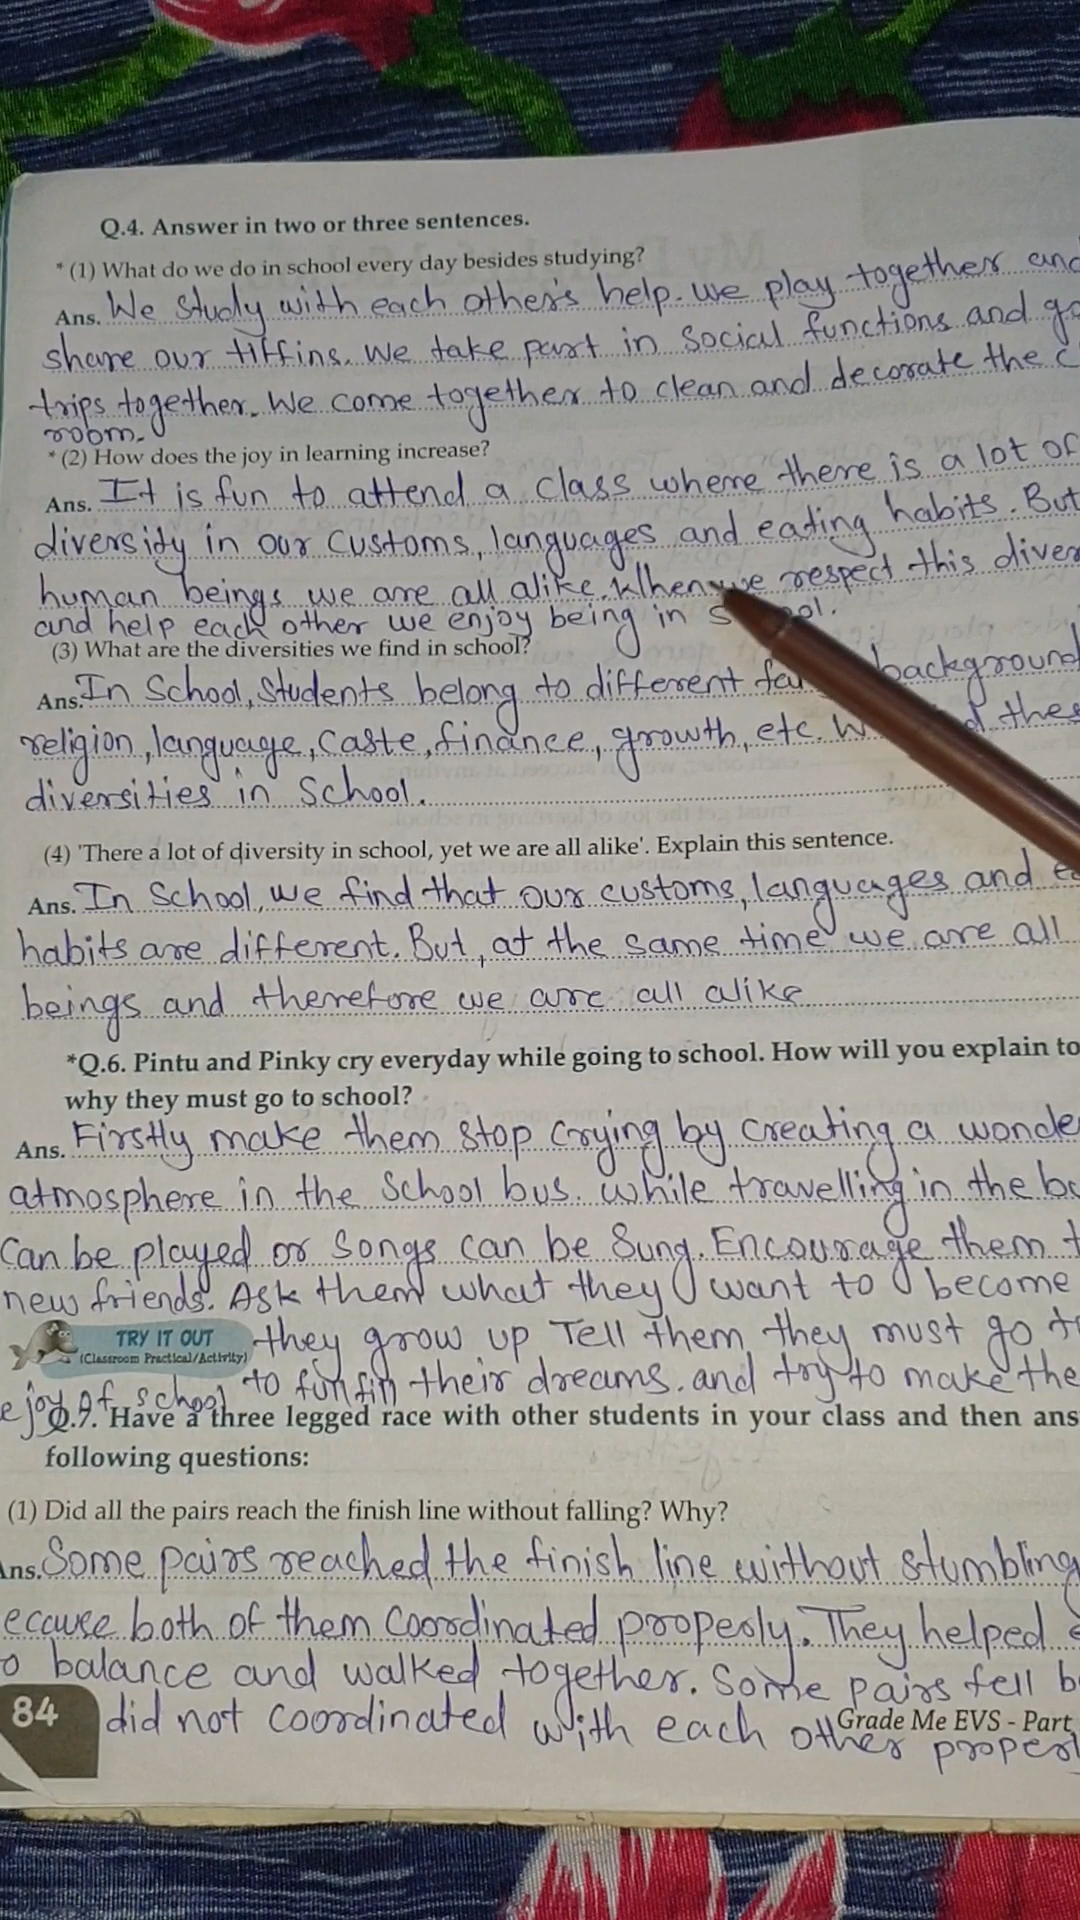 Q.4. Answer in two or three sentences.
* (1) What do we do in school every day besides studying?
Ans. We study with each other's help. we play together and
share our tiffins. We take part in social functions and go
trips together. We come together to clean and decorate the
room.
* (2) How does the joy in learning increase?
Ans. It is fun to attend a class where there is a lot of
diversity in our customs, languages and eating habits. But
human beings we are all alike. When we respect this
and help each other we enjoy being in
(3) What are the diversities we find in school?
Ans. In School, Students belong to different background
religion, language, caste, finance, growth, etc.
diversities in School.
(4) 'There a lot of diversity in school, yet we are all alike'. Explain this sentence.
Ans. In School, we find that our customs, languages and
habits are different. But, at the same time we are all
beings and therefore we are all alike
*Q.6. Pintu and Pinky cry everyday while going to school. How will you explain to
why they must go to school?
Ans. Firstly make them stop crying by creating a
atmosphere in the school bus. while travelling in the
can be played or songs can be sung. Encourage them
new friends. Ask them what they want to become
TRY IT OUT
(Classroom Practical/Activity)
they grow up Tell them they must go
to their dreams. and try to make
joy of school
Q.7. Have a three legged race with other students in your class and then
following questions:
(1) Did all the pairs reach the finish line without falling? Why?
Ans. Some pairs reached the finish line without stumbling
both of them coordinated properly. They helped
balance and walked together. Some pairs fell
did not coordinated with each other
84
Grade Me EVS - Part